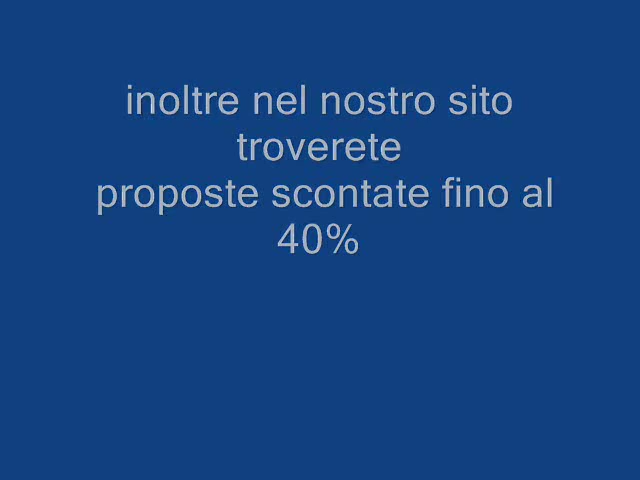 inoltre nel nostro sito
troverete
proposte scontate fino al
40%